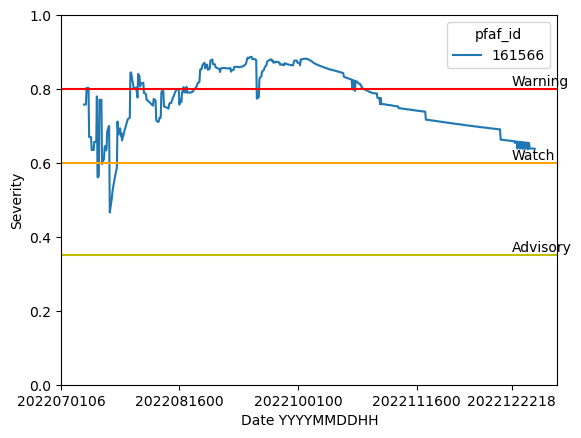 pfaf_id
161566
Warning
Watch
Advisory
Severity
1.0
0.8
0.6
0.4
0.2
0.0
2022070106 2022081600 2022100100 2022111600 2022122218
Date YYYYMMDDHH